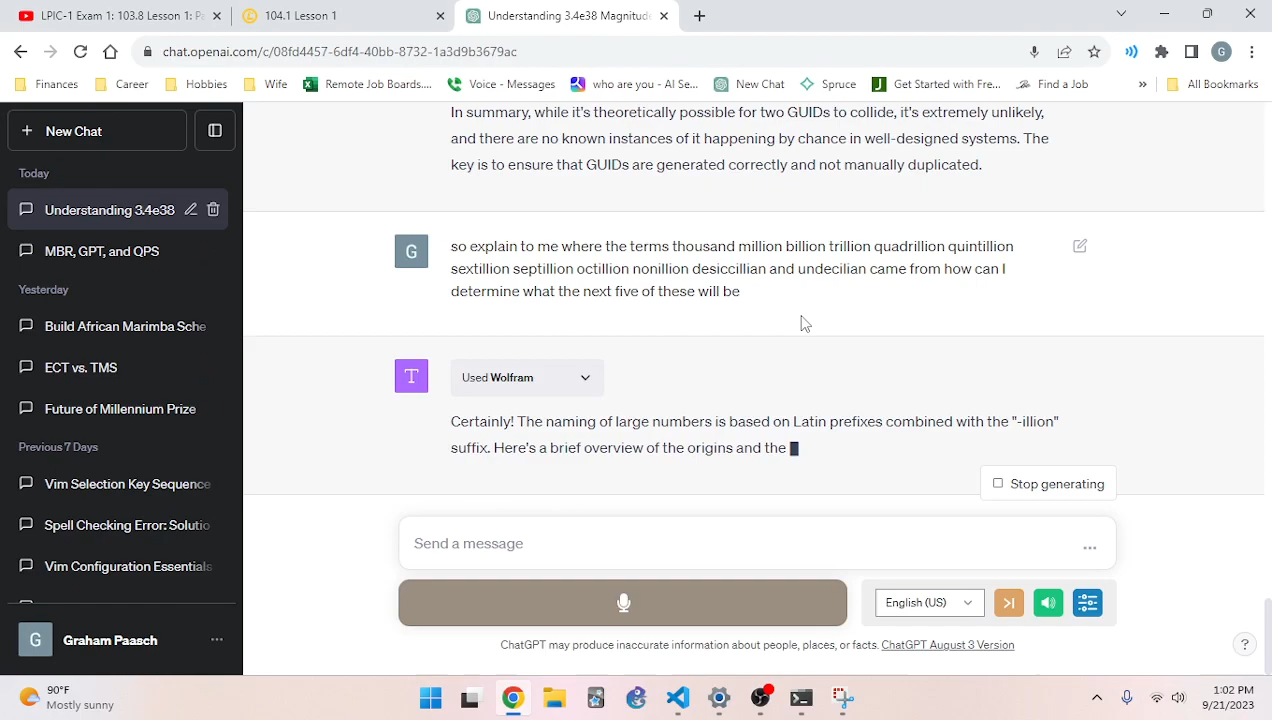 LPIC-1 Exam 1: 103.8 Lesson 1: Pa
104.1 Lesson 1
Understanding 3.4e38 Magnitude
chat.openai.com/c/08fd4457-6df4-40bb-8732-1a3d9b3679ac
G
Finances
Career
Hobbies
Wife
Remote Job Boards....
Voice - Messages
who are you - AI Se...
New Chat
Spruce
Get Started with Fre...
Find a Job
»
All Bookmarks
+ New Chat
Today
Understanding 3.4e38
MBR, GPT, and QPS
Yesterday
Build African Marimba Sche
ECT vs. TMS
Future of Millennium Prize
Previous 7 Days
Vim Selection Key Sequence
Spell Checking Error: Solutio
Vim Configuration Essentials
G
Graham Paasch
...
In summary, while it's theoretically possible for two GUIDs to collide, it's extremely unlikely,
and there are no known instances of it happening by chance in well-designed systems. The
key is to ensure that GUIDs are generated correctly and not manually duplicated.
G
so explain to me where the terms thousand million billion trillion quadrillion quintillion
sextillion septillion octillion nonillion desiccillian and undecilian came from how can I
determine what the next five of these will be
T
Used Wolfram
Certainly! The naming of large numbers is based on Latin prefixes combined with the "-illion"
suffix. Here's a brief overview of the origins and the
Stop generating
Send a message
...
English (US)
ChatGPT may produce inaccurate information about people, places, or facts. ChatGPT August 3 Version
?
90°F
Mostly sunny
1:02 PM
9/21/2023